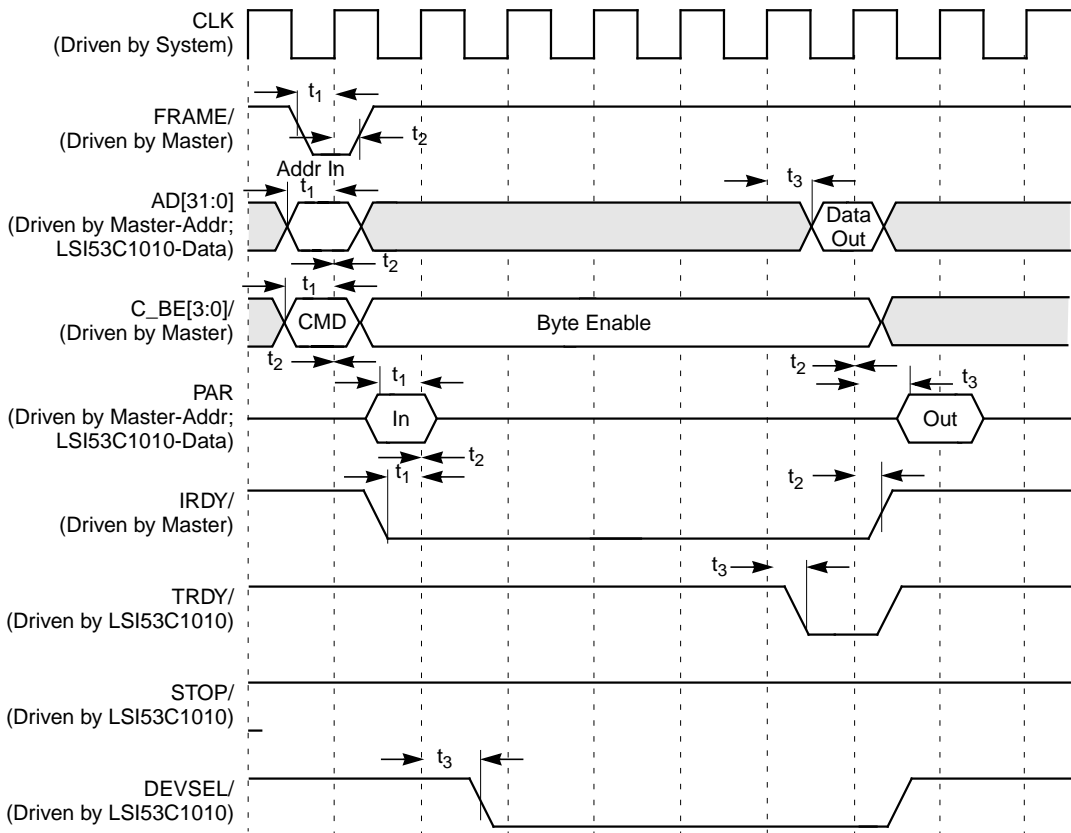 CLK
(Driven by System)
t1
FRAME/
(Driven by Master)
t2
Addr In
t1
t3
AD[31:0]
(Driven by Master-Addr;
LSI53C1010-Data)
Data
Out
t2
t1
C_BE[3:0]/
(Driven by Master)
CMD
Byte Enable
t2
t1
t2
t3
PAR
(Driven by Master-Addr;
LSI53C1010-Data)
In
Out
t2
t1
t2
IRDY/
(Driven by Master)
t3
TRDY/
(Driven by LSI53C1010)
STOP/
(Driven by LSI53C1010)
t3
DEVSEL/
(Driven by LSI53C1010)